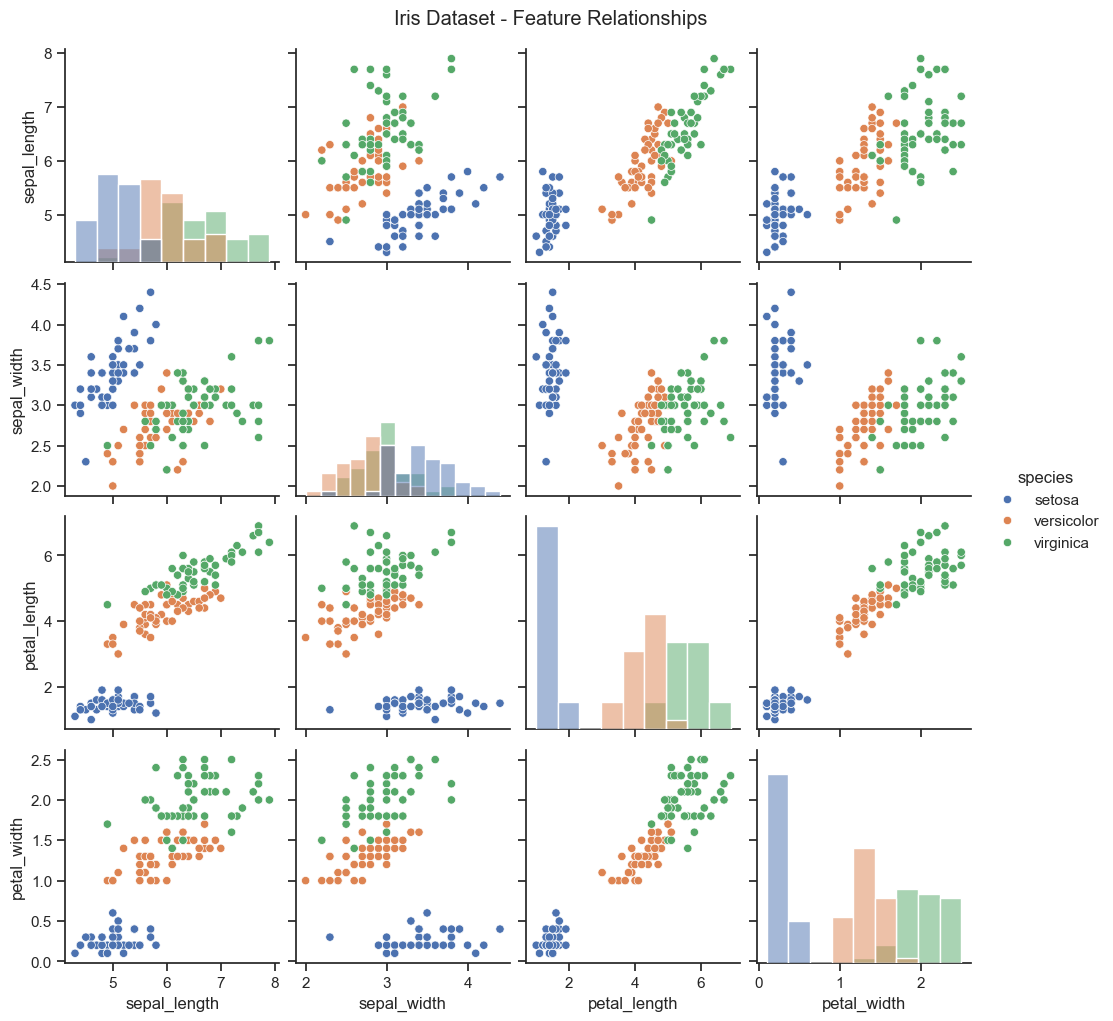 Iris Dataset - Feature Relationships
sepal_length
8
7
6
5
sepal_width
4.5
4.0
3.5
3.0
2.5
2.0
species
setosa
versicolor
virginica
petal_length
6
4
2
petal_width
2.5
2.0
1.5
1.0
0.5
0.0
5 6 7 8
2 3 4
2 4 6
0 1 2
sepal_length
sepal_width
petal_length
petal_width